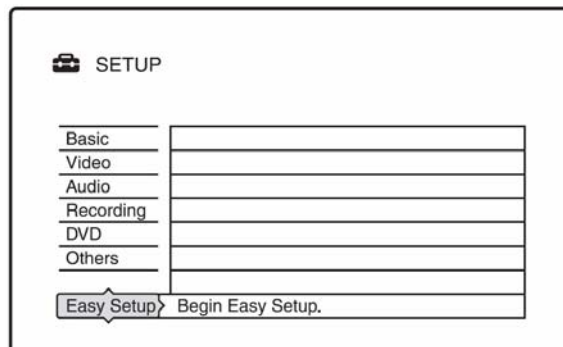 SETUP
Basic
Video
Audio
Recording
DVD
Others
Easy Setup Begin Easy Setup.